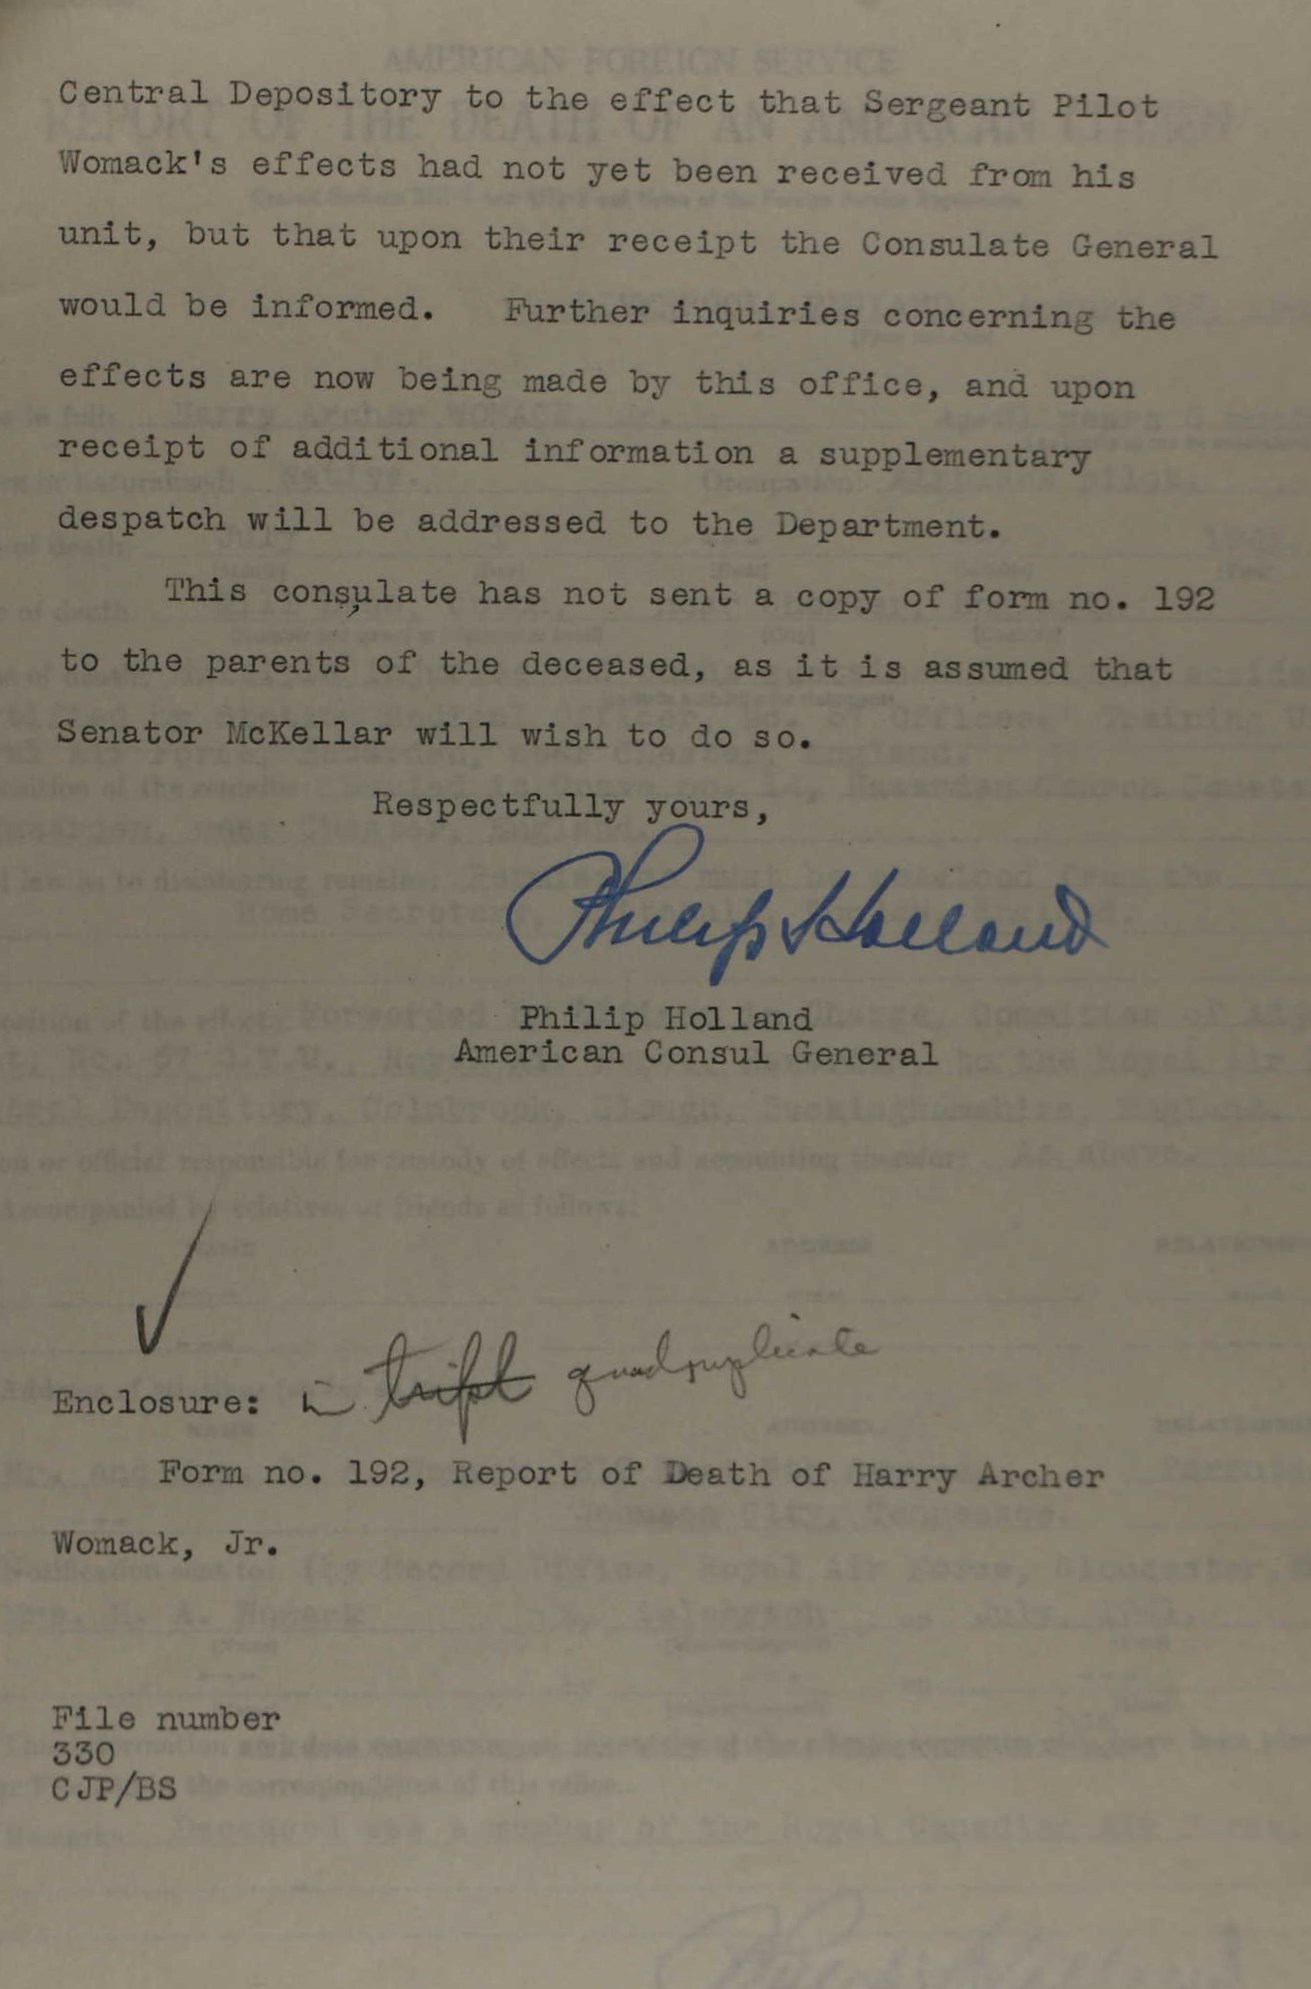 Central Depository to the effect that Sergeant Pilot
Womack's effects had not yet been received from his
unit, but that upon their receipt the Consulate General
would be informed. Further inquiries concerning the
effects are now being made by this office, and upon
receipt of additional information a supplementary
despatch will be addressed to the Department.
This consulate has not sent a copy of form no. 192
to the parents of the deceased, as it is assumed that
Senator McKellar will wish to do so.
Respectfully yours,
Philip Holland
Philip Holland
American Consul General
Enclosure: in quadruplicate
Form no. 192, Report of Death of Harry Archer
Womack, Jr.
File number
330
CJP/BS